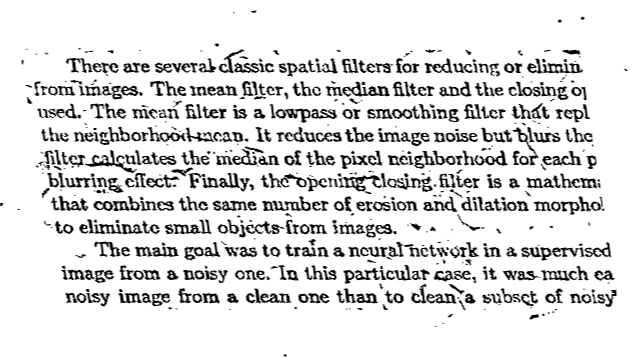 There are several classic spatial filters for reducing or elimin
from images. The mean filter, the median filter and the closing o
used. The mean filter is a lowpass or smoothing filter that repl
the neighborhood mean. It reduces the image noise but blurs the
filter calculates the median of the pixel neighborhood for each p
blurring effect. Finally, the opening closing filter is a mathem
that combines the same number of erosion and dilation morphol
to eliminate small objects from images.
The main goal was to train a neural network in a supervised
image from a noisy one. In this particular case, it was much ea
noisy image from a clean one than to clean a subset of noisy